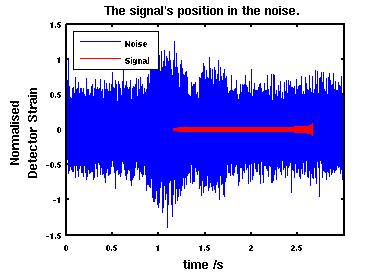 The signal's position in the noise.
Normalised
Detector Strain
1.5
1
0.5
0
-0.5
-1
-1.5
Noise
Signal
0
0.5
1
1.5
2
2.5
time /s